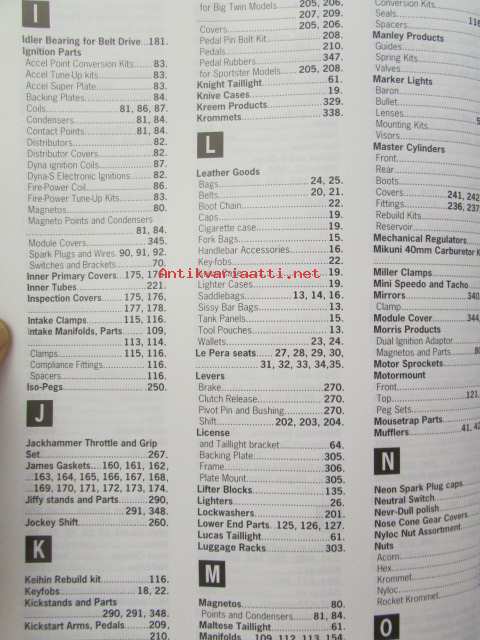 I
Idler Bearing for Belt Drive...181.
Ignition Parts
Accel Point Conversion Kits 83.
Accel Tune-Up kits 83.
Accel Super Plate 83.
Backing Plates 84.
Coils 81, 86, 87.
Condensers 81, 84.
Contact Points 81, 84.
Distributors 82.
Distributor Covers 82.
Dyna ignition Coils 87.
Dyna-S Electronic Ignitions 82.
Fire-Power Coil 86.
Fire-Power Tune-Up Kits 83.
Magnetos 80.
Magneto Points and Condensers
81, 84.
Module Covers 345.
Spark Plugs and Wires 90, 91, 92.
Switches and Brackets 70.
Inner Primary Covers 175,
Inner Tubes 221.
Inspection Covers 175, 176,
177, 178.
Intake Clamps 115, 116.
Intake Manifolds, Parts 109,
113, 114.
Clamps 115, 116.
Compliance Fittings 116.
Spacers 116.
Iso-Pegs 250.
J
Jackhammer Throttle and Grip
Set 267.
James Gaskets 160, 161, 162,
163, 164, 165, 166, 167, 168,
169, 170, 171, 172, 173, 174.
Jiffy stands and Parts 290,
291, 348.
Jockey Shift 260.
K
Keihin Rebuild kit 116.
Keyfobs 18, 22.
Kickstands and Parts
290, 291, 348.
Kickstart Arms, Pedals 209,
210.
for Big Twin Models 205, 206,
207, 209.
Covers 205, 206.
Pedal Pin Bolt Kit 208.
Pedals 210.
Pedal Rubbers 347.
for Sportster Models 205, 208.
Knight Taillight 61.
Knive Cases 19.
Kreem Products 329.
Krommets 338.
L
Leather Goods
Bags 24, 25.
Belts 20, 21.
Boot Chain 22.
Caps 19.
Cigarette case 19.
Fork Bags 15.
Handlebar Accessories 16.
Key-fobs 22.
Antikvariaatti.net
19.
Lighter Cases 19.
Saddlebags 13, 14, 16.
Sissy Bar Bags 13.
Tank Panels 15.
Tool Pouches 13.
Wallets 23, 24.
Le Pera seats 27, 28, 29, 30,
31, 32, 33, 34,35.
Levers
Brake 270.
Clutch Release 270.
Pivot Pin and Bushing 270.
Shift 202, 203, 204.
License
and Taillight bracket 64.
Backing Plate 305.
Frame 306.
Plate Mount 305.
Lifter Blocks 135.
Lighters 26.
Lockwashers 201.
Lower End Parts 125, 126, 127.
Lucas Taillight 61.
Luggage Racks 303.
M
Magnetos 80.
Points and Condensers 81, 84.
Maltese Taillight 61.
Manifolds 109, 112, 113, 154
Conversion Kits
Seals
Spacers 116
Manley Products
Guides
Spring Kits
Valves
Marker Lights
Baron
Bullet
Lenses
Mounting Kits
Visors
Master Cylinders
Front
Rear
Boots
Covers 241, 242
Fittings 236, 237
Rebuild Kits
Reservoir
Mechanical Regulators
Mikuni 40mm Carburetor K
Miller Clamps
Mini Speedo and Tacho
Mirrors 340
Clamp
Module Cover 344,
Morris Products
Dual Ignition Adaptor
Magnetos and Parts 80
Motor Sprockets
Motormount
Front
Top 121,
Peg Sets
Mousetrap Parts
Mufflers 41, 42
N
Neon Spark Plug caps
Neutral Switch
Nevr-Dull polish
Nose Cone Gear Covers
Nyloc Nut Assortment
Nuts
Acorn
Hex
Krommet
Nyloc
Rocket Krommet
O